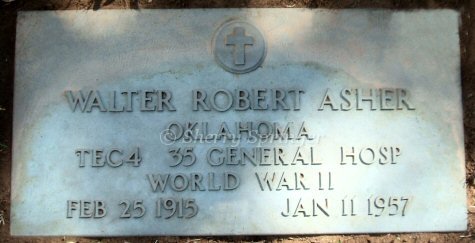 WALTER ROBERT ASHER
OKLAHOMA
TEC4 35 GENERAL HOSP
WORLD WAR II
FEB 25 1915 JAN 11 1957